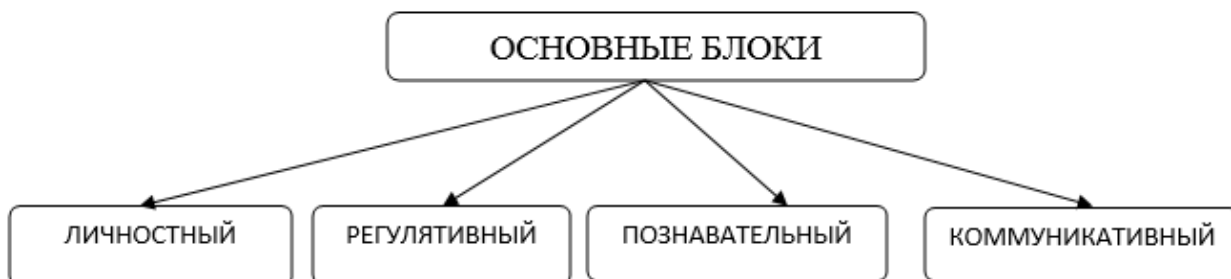 ОСНОВНЫЕ БЛОКИ
ЛИЧНОСТНЫЙ
РЕГУЛЯТИВНЫЙ
ПОЗНАВАТЕЛЬНЫЙ
КОММУНИКАТИВНЫЙ